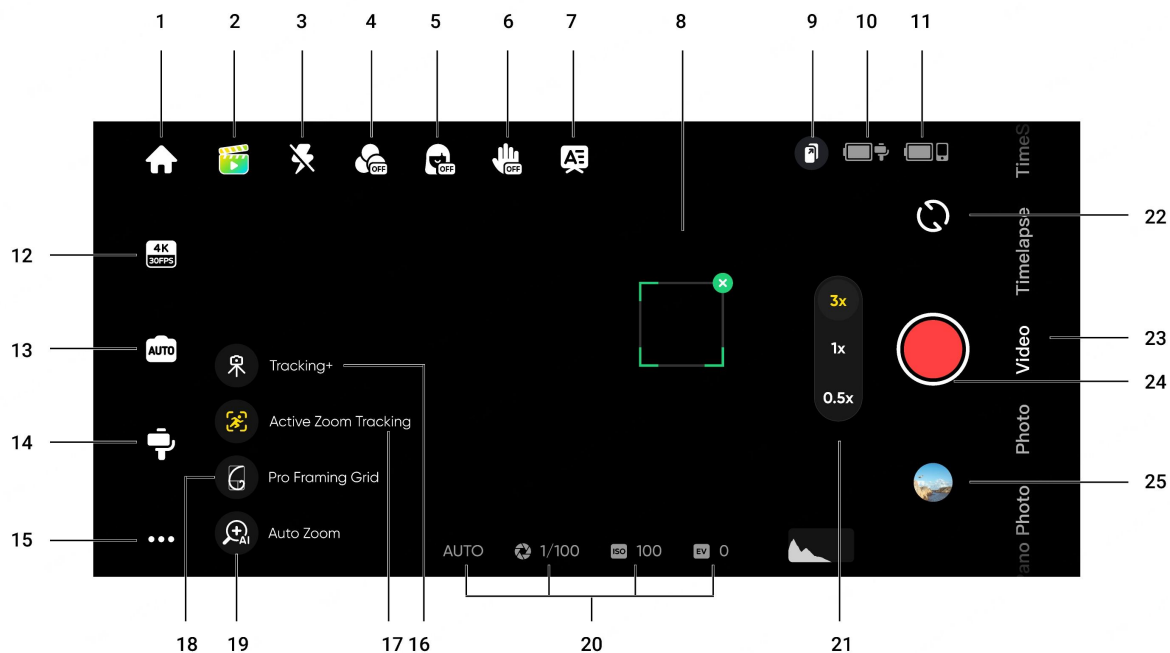 1 2 3 4 5 6 7 8 9 10 11
OFF OFF OFF AE
TimeS
12 4K
30FPS
Timelapse 22
13 AUTO
3x
1x
0.5x
Video 23
24
Tracking+
14 Active Zoom Tracking
Photo
Pro Framing Grid
25
15 AI Auto Zoom
AUTO 1/100 ISO 100 EV 0
ano Photo
18 19 17 16 20 21